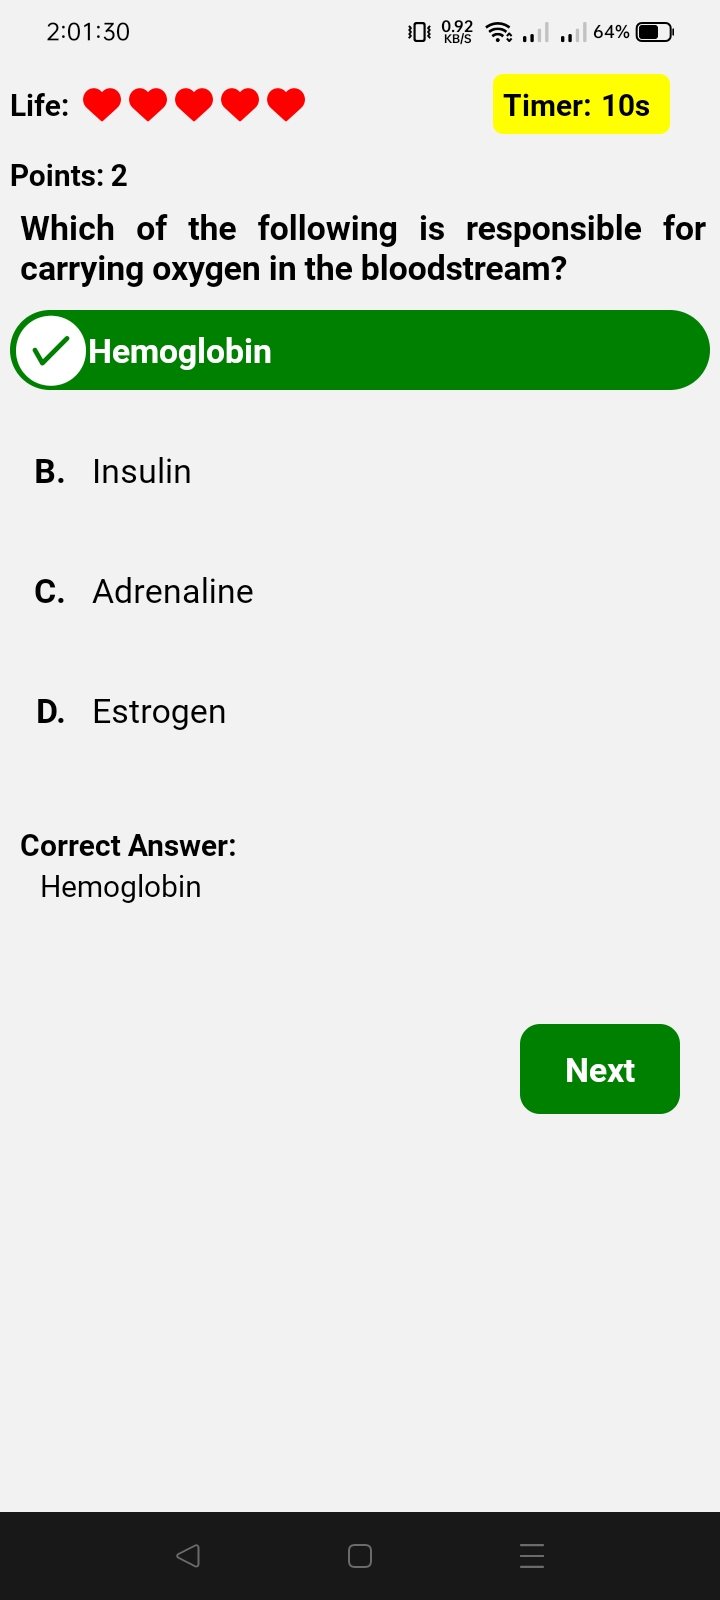 2:01:30 0.92 KB/S 64%
Life: Timer: 10s
Points: 2
Which of the following is responsible for
carrying oxygen in the bloodstream?
Hemoglobin
B. Insulin
C. Adrenaline
D. Estrogen
Correct Answer:
Hemoglobin
Next